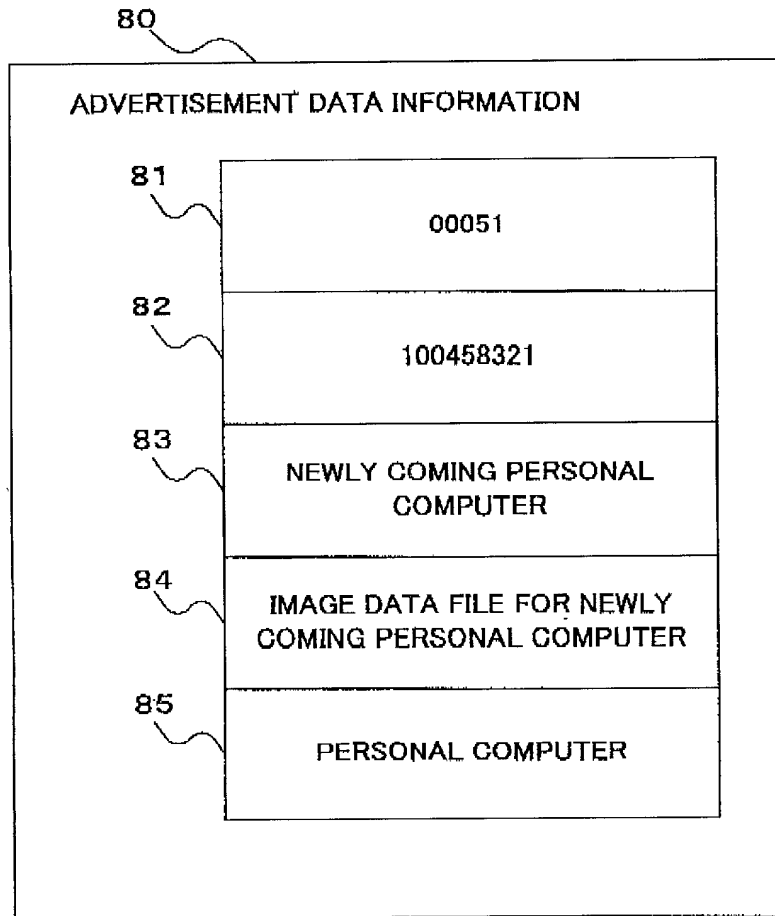 80
ADVERTISEMENT DATA INFORMATION
81
00051
82
100458321
83
NEWLY COMING PERSONAL
COMPUTER
84
IMAGE DATA FILE FOR NEWLY
COMING PERSONAL COMPUTER
85
PERSONAL COMPUTER